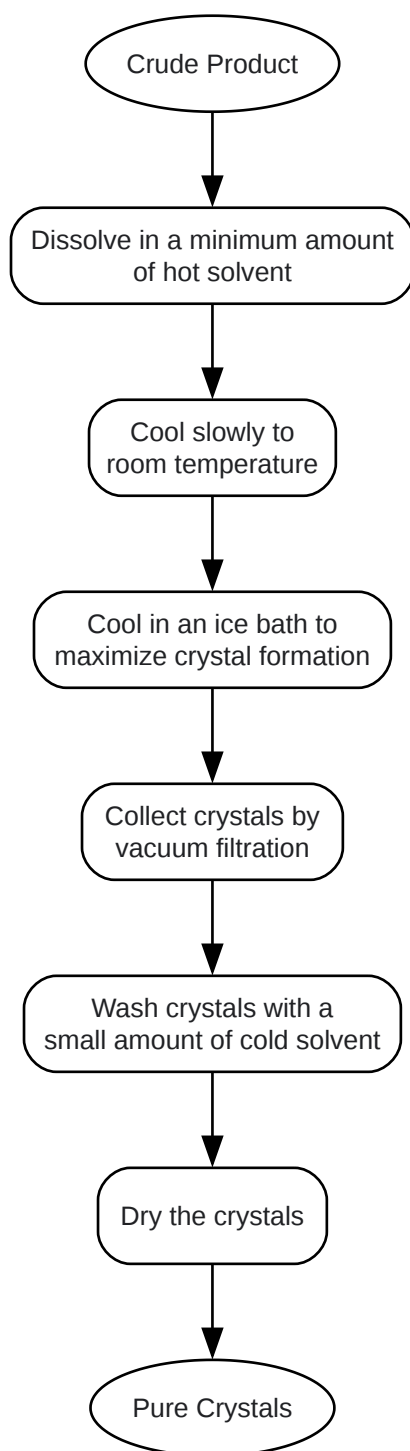 Crude Product
Dissolve in a minimum amount
of hot solvent
Cool slowly to
room temperature
Cool in an ice bath to
maximize crystal formation
Collect crystals by
vacuum filtration
Wash crystals with a
small amount of cold solvent
Dry the crystals
Pure Crystals